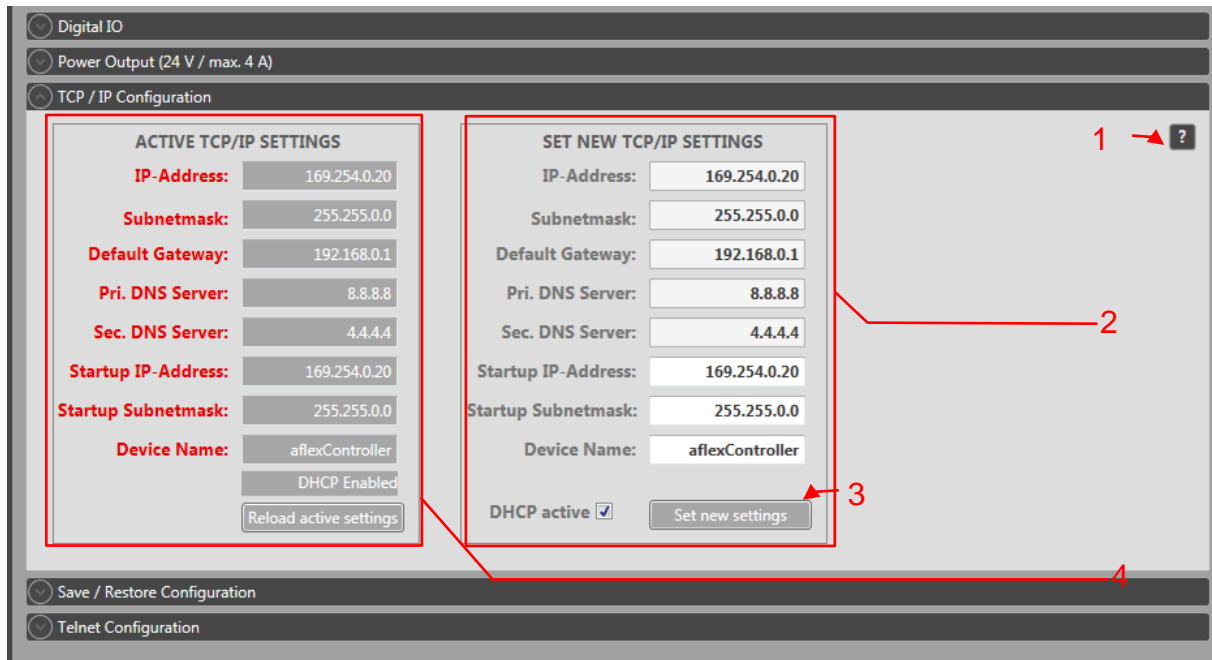 Digital IO
Power Output (24 V / max. 4 A)
TCP / IP Configuration
ACTIVE TCP/IP SETTINGS
IP-Address: 169.254.0.20
Subnetmask: 255.255.0.0
Default Gateway: 192.168.0.1
Pri. DNS Server: 8.8.8.8
Sec. DNS Server: 4.4.4.4
Startup IP-Address: 169.254.0.20
Startup Subnetmask: 255.255.0.0
Device Name: aflexController
DHCP Enabled
Reload active settings
SET NEW TCP/IP SETTINGS
IP-Address: 169.254.0.20
Subnetmask: 255.255.0.0
Default Gateway: 192.168.0.1
Pri. DNS Server: 8.8.8.8
Sec. DNS Server: 4.4.4.4
Startup IP-Address: 169.254.0.20
Startup Subnetmask: 255.255.0.0
Device Name: aflexController
DHCP active Set new settings
1 ?
2
3
4
Save / Restore Configuration
Telnet Configuration